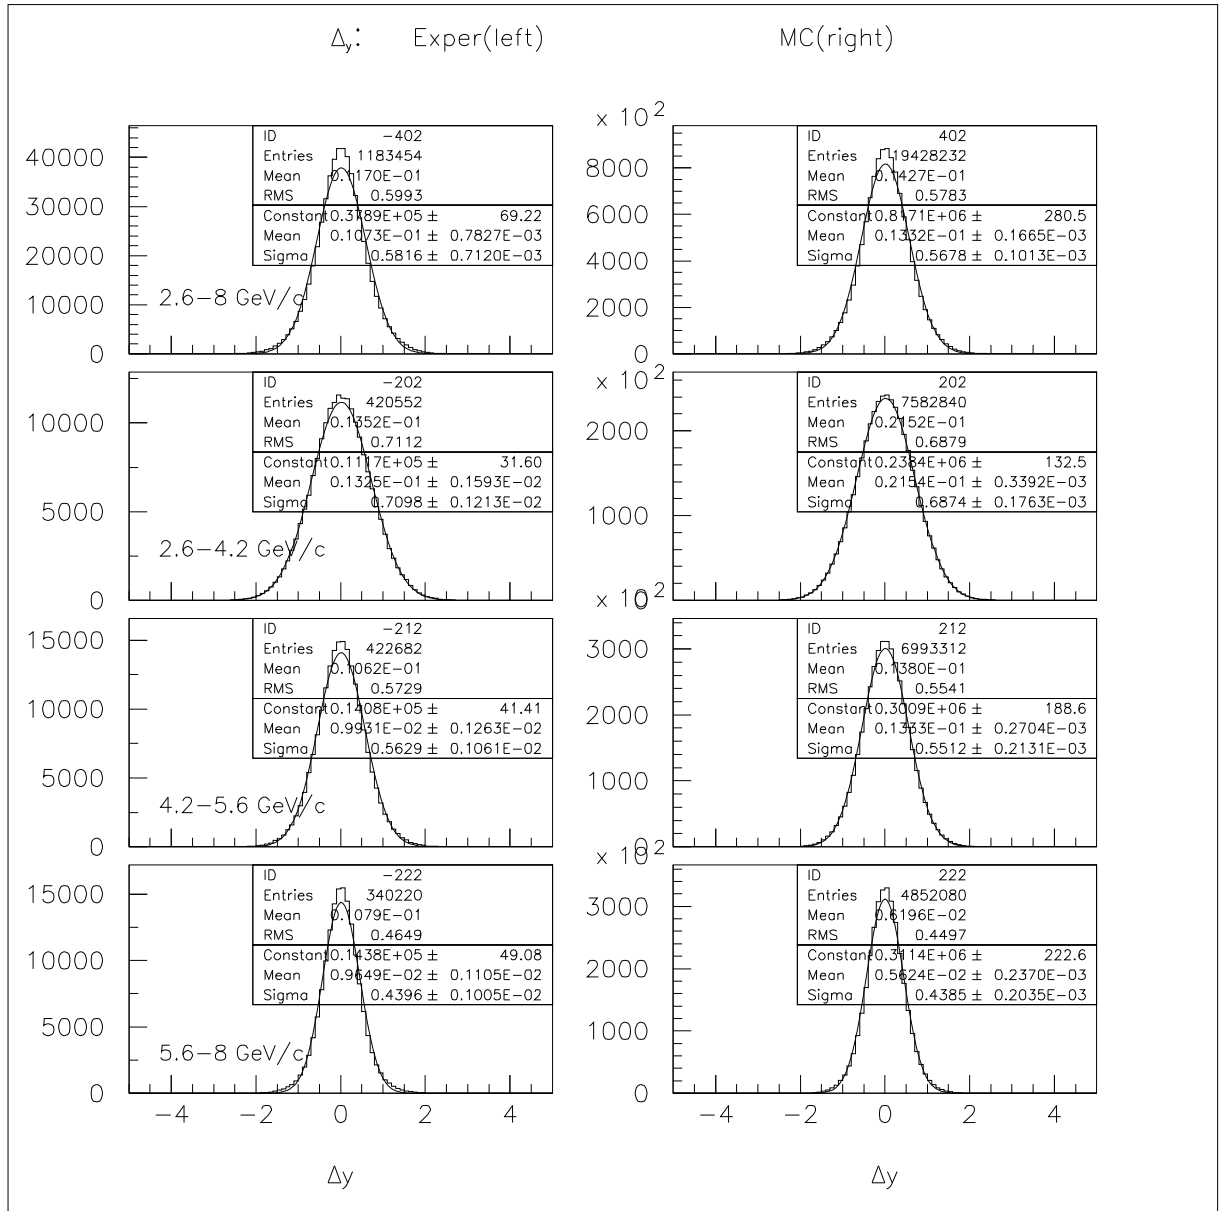 Δy: Exper(left) MC(right)
ID -402
Entries 1183454
Mean 0.1170E-01
RMS 0.5993
Constant 0.3789E+05 ± 69.22
Mean 0.1073E-01 ± 0.7827E-03
Sigma 0.5816 ± 0.7120E-03
40000
30000
20000
10000
0
2.6-8 GeV/c
x 10 2
ID 402
Entries 19428232
Mean 0.1427E-01
RMS 0.5783
Constant 0.8171E+06 ± 280.5
Mean 0.1332E-01 ± 0.1665E-03
Sigma 0.5678 ± 0.1013E-03
8000
6000
4000
2000
0
ID -202
Entries 420552
Mean 0.1352E-01
RMS 0.7112
Constant 0.1117E+05 ± 31.60
Mean 0.1325E-01 ± 0.1593E-02
Sigma 0.7098 ± 0.1213E-02
10000
5000
0
2.6-4.2 GeV/c
x 10 2
ID 202
Entries 7582840
Mean 0.2152E-01
RMS 0.6879
Constant 0.2384E+06 ± 132.5
Mean 0.2154E-01 ± 0.3392E-03
Sigma 0.6874 ± 0.1763E-03
2000
1000
0
ID -212
Entries 422682
Mean 0.1062E-01
RMS 0.5729
Constant 0.1408E+05 ± 41.41
Mean 0.9931E-02 ± 0.1263E-02
Sigma 0.5629 ± 0.1061E-02
15000
10000
5000
0
4.2-5.6 GeV/c
x 10 2
ID 212
Entries 6993312
Mean 0.1380E-01
RMS 0.5541
Constant 0.3009E+06 ± 188.6
Mean 0.1333E-01 ± 0.2704E-03
Sigma 0.5512 ± 0.2131E-03
3000
2000
1000
0
ID -222
Entries 340220
Mean 0.1079E-01
RMS 0.4649
Constant 0.1438E+05 ± 49.08
Mean 0.9649E-02 ± 0.1105E-02
Sigma 0.4396 ± 0.1005E-02
15000
10000
5000
0
5.6-8 GeV/c
-4 -2 0 2 4
Δy
x 10 2
ID 222
Entries 4852080
Mean 0.6196E-02
RMS 0.4497
Constant 0.3114E+06 ± 222.6
Mean 0.5624E-02 ± 0.2370E-03
Sigma 0.4385 ± 0.2035E-03
3000
2000
1000
0
-4 -2 0 2 4
Δy